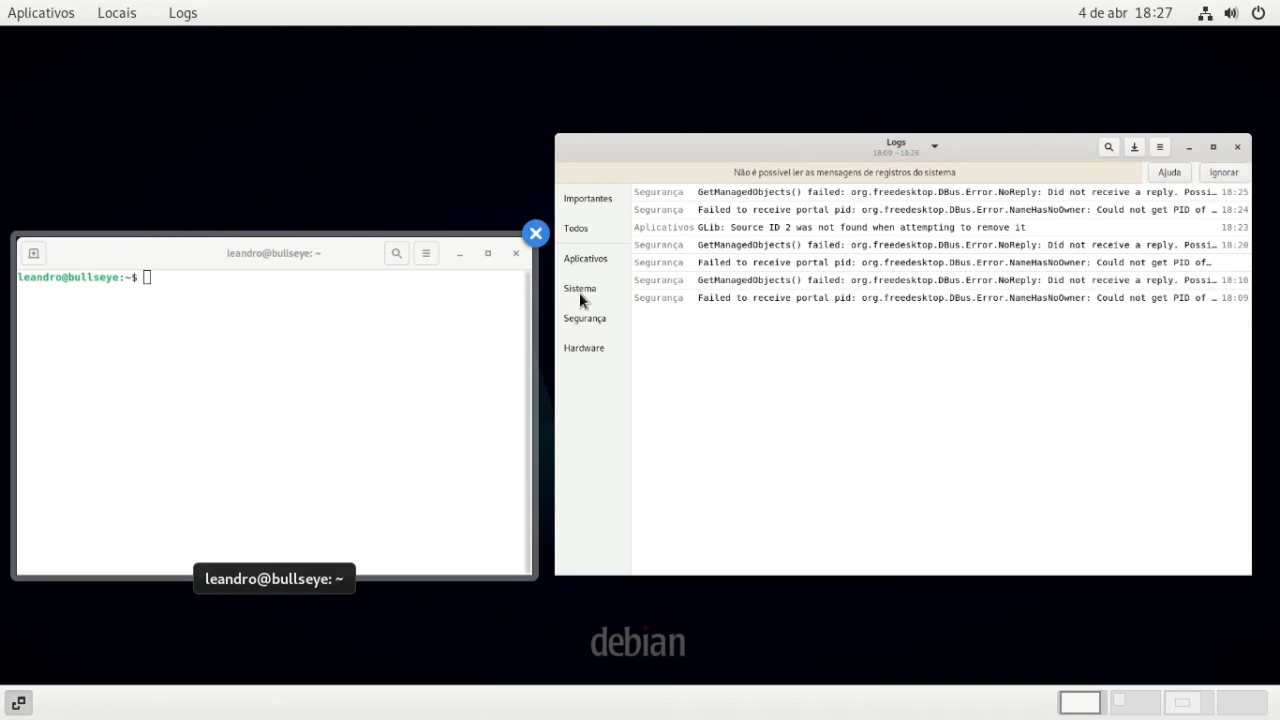 Aplicativos Locais Logs 4 de abr 18:27
Logs
18:09 – 18:26
Não é possível ler as mensagens de registros do sistema Ajuda Ignorar
Importantes
Todos
Aplicativos
Sistema
Segurança
Hardware
Segurança GetManagedObjects() failed: org.freedesktop.DBus.Error.NoReply: Did not receive a reply. Possi… 18:25
Segurança Failed to receive portal pid: org.freedesktop.DBus.Error.NameHasNoOwner: Could not get PID of … 18:24
Aplicativos GLib: Source ID 2 was not found when attempting to remove it 18:23
Segurança GetManagedObjects() failed: org.freedesktop.DBus.Error.NoReply: Did not receive a reply. Possi… 18:20
Segurança Failed to receive portal pid: org.freedesktop.DBus.Error.NameHasNoOwner: Could not get PID of…
Segurança GetManagedObjects() failed: org.freedesktop.DBus.Error.NoReply: Did not receive a reply. Possi… 18:10
Segurança Failed to receive portal pid: org.freedesktop.DBus.Error.NameHasNoOwner: Could not get PID of … 18:09
leandro@bullseye: ~
leandro@bullseye:~$
leandro@bullseye: ~
debian